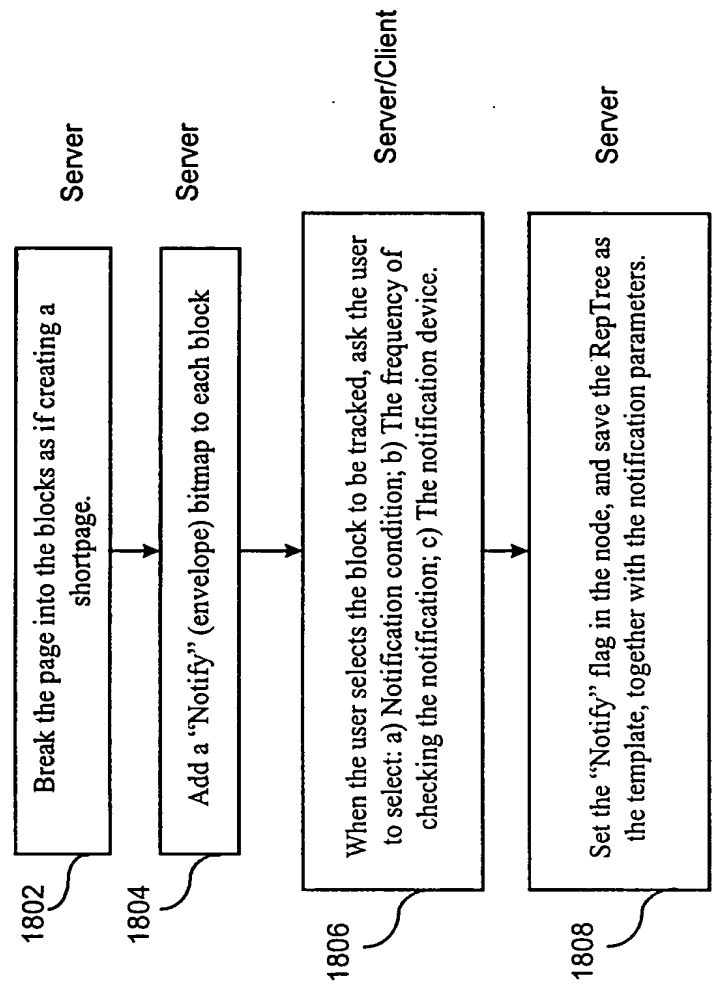 1802
Break the page into the blocks as if creating a
shortpage.
Server
1804
Add a “Notify” (envelope) bitmap to each block
Server
1806
When the user selects the block to be tracked, ask the user
to select: a) Notification condition; b) The frequency of
checking the notification; c) The notification device.
Server/Client
1808
Set the “Notify” flag in the node, and save the RepTree as
the template, together with the notification parameters.
Server